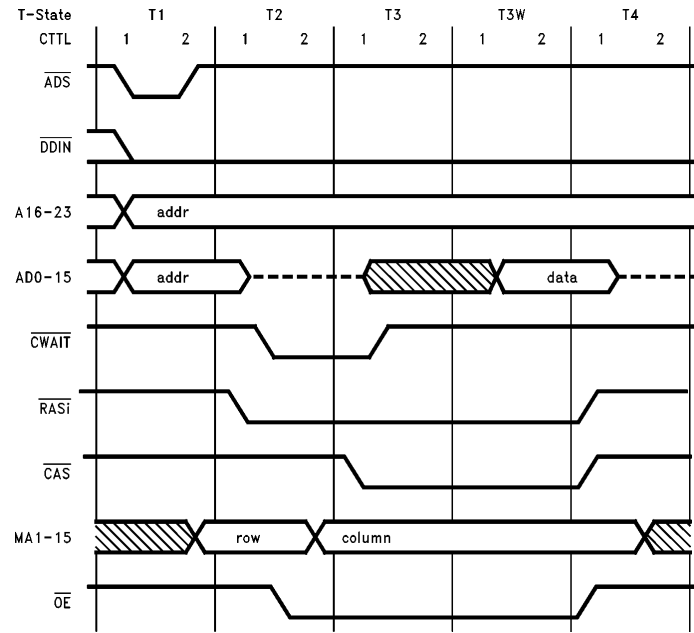 T-State T1 T2 T3 T3W T4
CTTL 1 2 1 2 1 2 1 2 1 2
ADS
DDIN
A16-23 addr
AD0-15 addr data
CWAIT
RASi
CAS
MA1-15 row column
OE